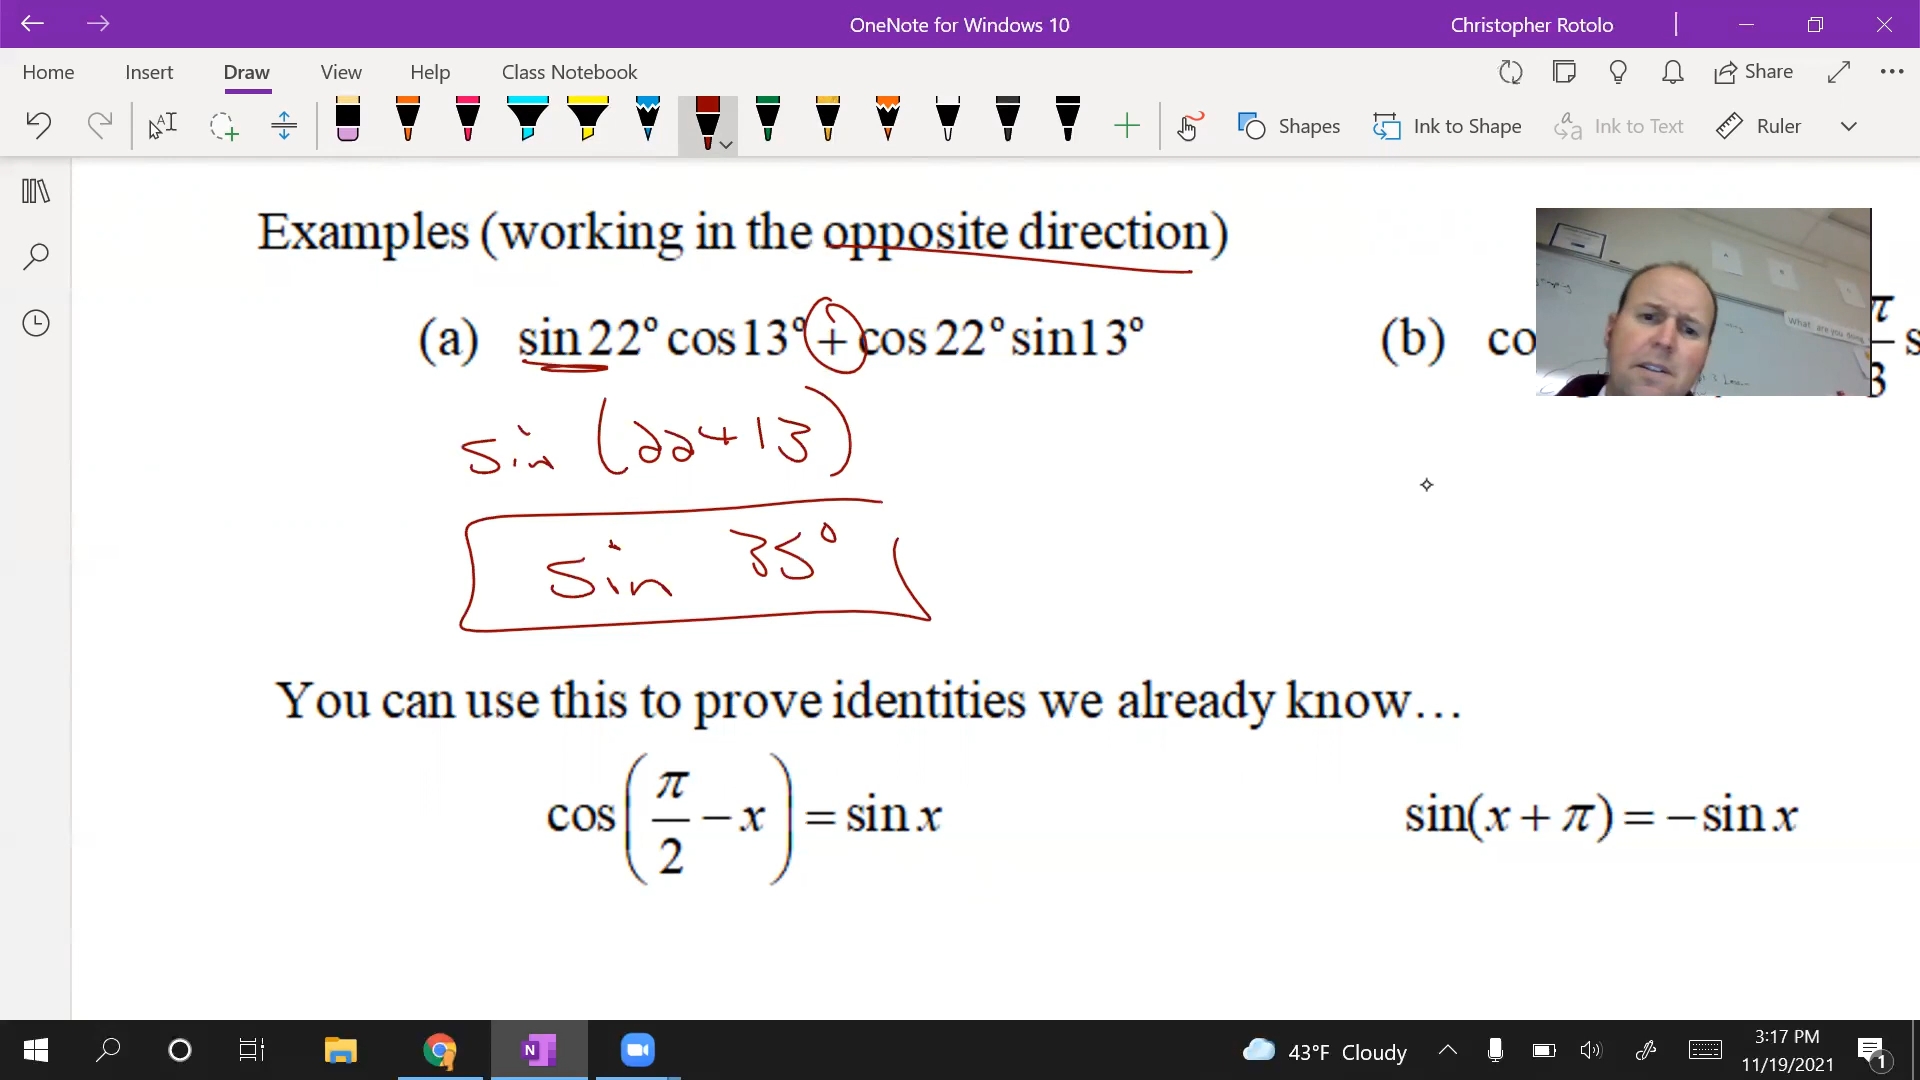 OneNote for Windows 10
Christopher Rotolo
Home Insert Draw View Help Class Notebook Share
Shapes Ink to Shape Ink to Text Ruler
Examples (working in the opposite direction)
(a) sin 22° cos 13° + cos 22° sin 13°
(b) co π/3 s
sin (22+13)
sin 35°
You can use this to prove identities we already know…
cos(π/2 − x) = sin x
sin(x + π) = − sin x
43°F Cloudy
3:17 PM
11/19/2021
1